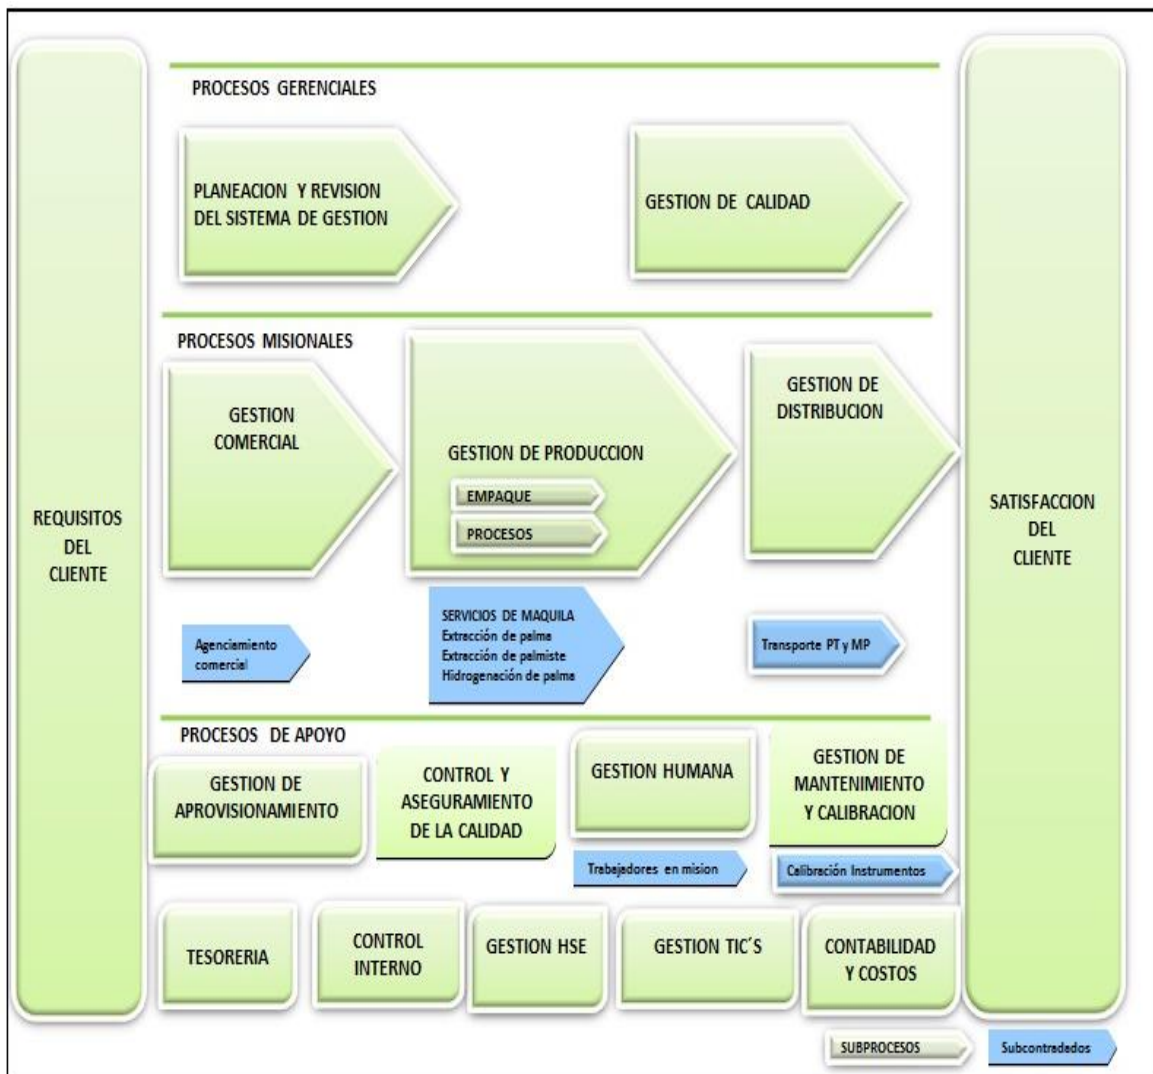 PROCESOS GERENCIALES
PLANEACION Y REVISION
DEL SISTEMA DE GESTION
GESTION DE CALIDAD
PROCESOS MISIONALES
GESTION
COMERCIAL
GESTION DE PRODUCCION
EMPAQUE
PROCESOS
GESTION DE
DISTRIBUCION
REQUISITOS
DEL
CLIENTE
SATISFACCION
DEL
CLIENTE
Agenciamiento
comercial
SERVICIOS DE MAQUILA
Extracción de palma
Extracción de palmiste
Hidrogenación de palma
Transporte PT y MP
PROCESOS DE APOYO
GESTION DE
APROVISIONAMIENTO
CONTROL Y
ASEGURAMIENTO
DE LA CALIDAD
GESTION HUMANA
GESTION DE
MANTENIMIENTO
Y CALIBRACION
Trabajadores en mision
Calibración Instrumentos
TESORERIA
CONTROL
INTERNO
GESTION HSE
GESTION TIC´S
CONTABILIDAD
Y COSTOS
SUBPROCESOS
Subcontradados